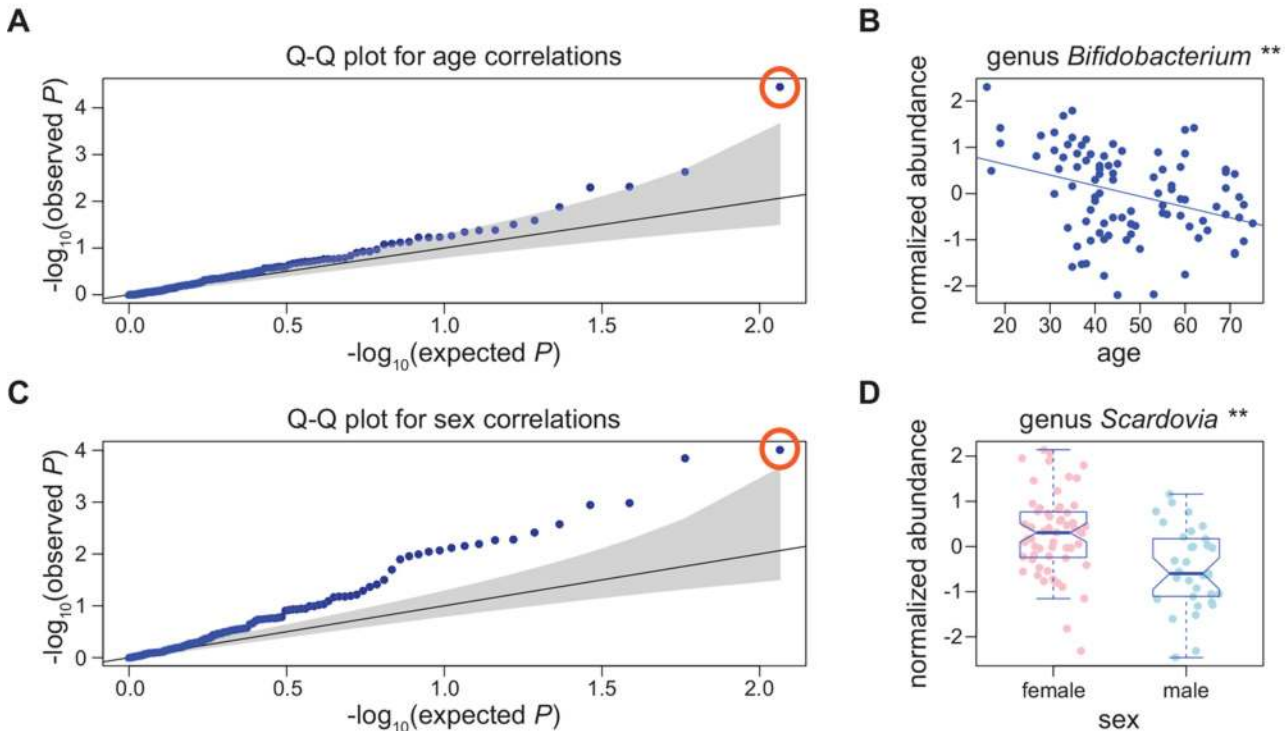 A
Q-Q plot for age correlations
-log10(observed P)
4
3
2
1
0
0.0 0.5 1.0 1.5 2.0
-log10(expected P)
B
genus Bifidobacterium **
normalized abundance
2
1
0
-1
-2
20 30 40 50 60 70
age
C
Q-Q plot for sex correlations
-log10(observed P)
4
3
2
1
0
0.0 0.5 1.0 1.5 2.0
-log10(expected P)
D
genus Scardovia **
normalized abundance
2
1
0
-1
-2
female male
sex